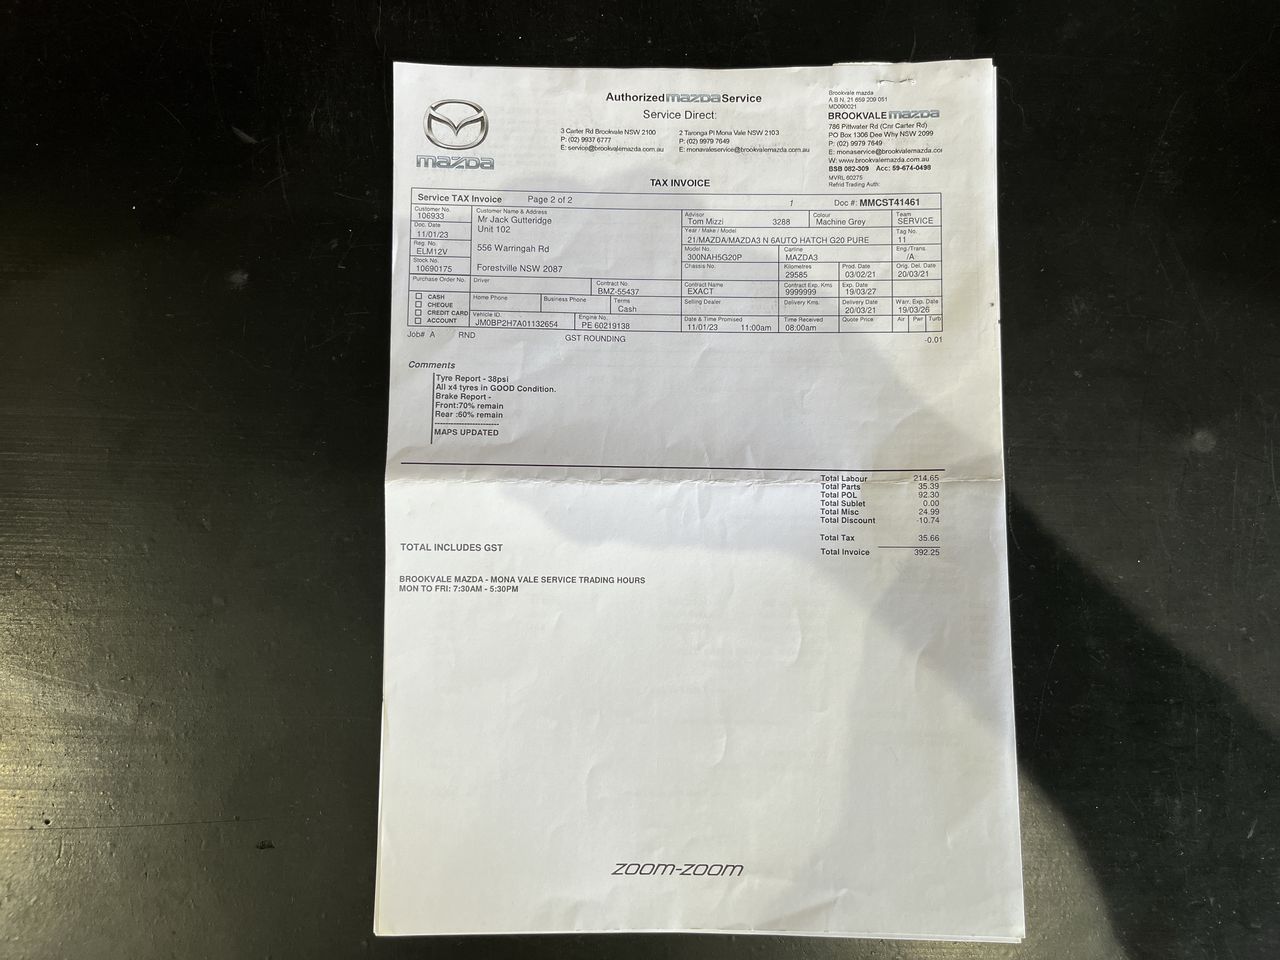 Authorized mazda Service
Service Direct:
3 Carter Rd Brookvale NSW 2100
P: (02) 9937 6777
E: service@brookvalemazda.com.au
2 Taronga Pl Mona Vale NSW 2103
P: (02) 9979 7649
E: monavaleservice@brookvalemazda.com.au
Brookvale mazda
A B N. 21 659 209 051
MD090021
BROOKVALE mazda
786 Pittwater Rd (Cnr Carter Rd)
PO Box 1306 Dee Why NSW 2099
P: (02) 9979 7649
E: monaservice@brookvalemazda.co
W: www.brookvalemazda.com.au
BSB 082-309 Acc: 59-674-0498
MVRL 60275
Refrid Trading Auth:
mazda
TAX INVOICE
Service TAX Invoice Page 2 of 2 1 Doc # MMCST41461
Customer No.
106933
Doc. Date
11/01/23
Reg. No.
ELM12V
Stock No.
10690175
Customer Name & Address
Mr Jack Gutteridge
Unit 102
556 Warringah Rd
Forestville NSW 2087
Advisor
Tom Mizzi 3288
Colour
Machine Grey
Team
SERVICE
Year / Make / Model
21/MAZDA/MAZDA3 N 6AUTO HATCH G20 PURE
Tag No.
11
Model No.
300NAH5G20P
Carline
MAZDA3
Eng./Trans.
/A
Chassis No.
Kilometres
29585
Prod. Date
03/02/21
Orig. Del. Date
20/03/21
Purchase Order No.
Driver
Contract No.
BMZ-55437
Contract Name
EXACT
Contract Exp. Kms
9999999
Exp. Date
19/03/27
CASH
CHEQUE
CREDIT CARD
ACCOUNT
Home Phone
Business Phone
Terms
Cash
Selling Dealer
Delivery Kms.
Delivery Date
20/03/21
Warr. Exp. Date
19/03/26
Vehicle ID.
JM0BP2H7A01132654
Engine No.
PE 60219138
Date & Time Promised
11/01/23 11:00am
Time Received
08:00am
Quote Price
Air Pwr Turb
Job# A RND GST ROUNDING -0.01
Comments
Tyre Report - 38psi
All x4 tyres in GOOD Condition.
Brake Report -
Front:70% remain
Rear :60% remain
------------------------
MAPS UPDATED
Total Labour 214.65
Total Parts 35.39
Total POL 92.30
Total Sublet 0.00
Total Misc 24.99
Total Discount -10.74
Total Tax 35.66
TOTAL INCLUDES GST
Total Invoice 392.25
BROOKVALE MAZDA - MONA VALE SERVICE TRADING HOURS
MON TO FRI: 7:30AM - 5:30PM
zoom-zoom